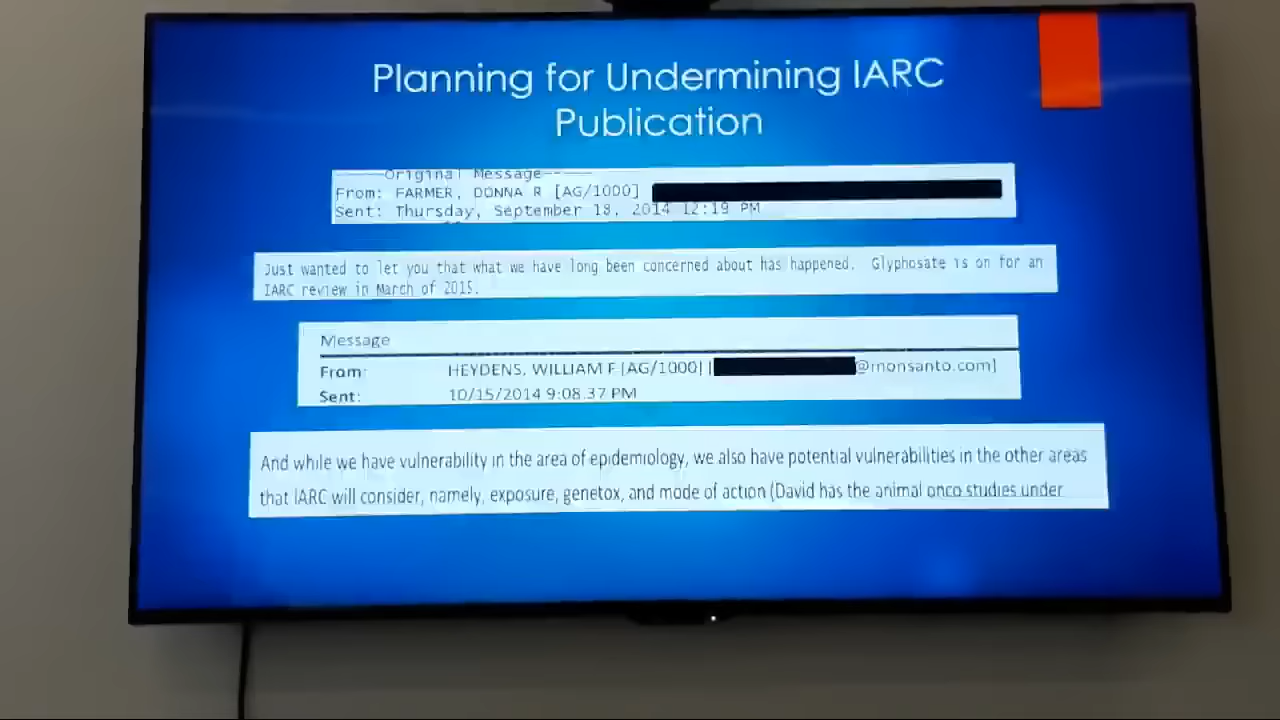 Planning for Undermining IARC
Publication
-----Original Message-----
From: FARMER, DONNA R [AG/1000]
Sent: Thursday, September 18, 2014 12:19 PM
Just wanted to let you that what we have long been concerned about has happened. Glyphosate is on for an
IARC review in March of 2015.
Message
From: HEYDENS, WILLIAM F [AG/1000] [ @monsanto.com]
Sent: 10/15/2014 9:08:37 PM
And while we have vulnerability in the area of epidemiology, we also have potential vulnerabilities in the other areas
that IARC will consider, namely, exposure, genetox, and mode of action (David has the animal onco studies under